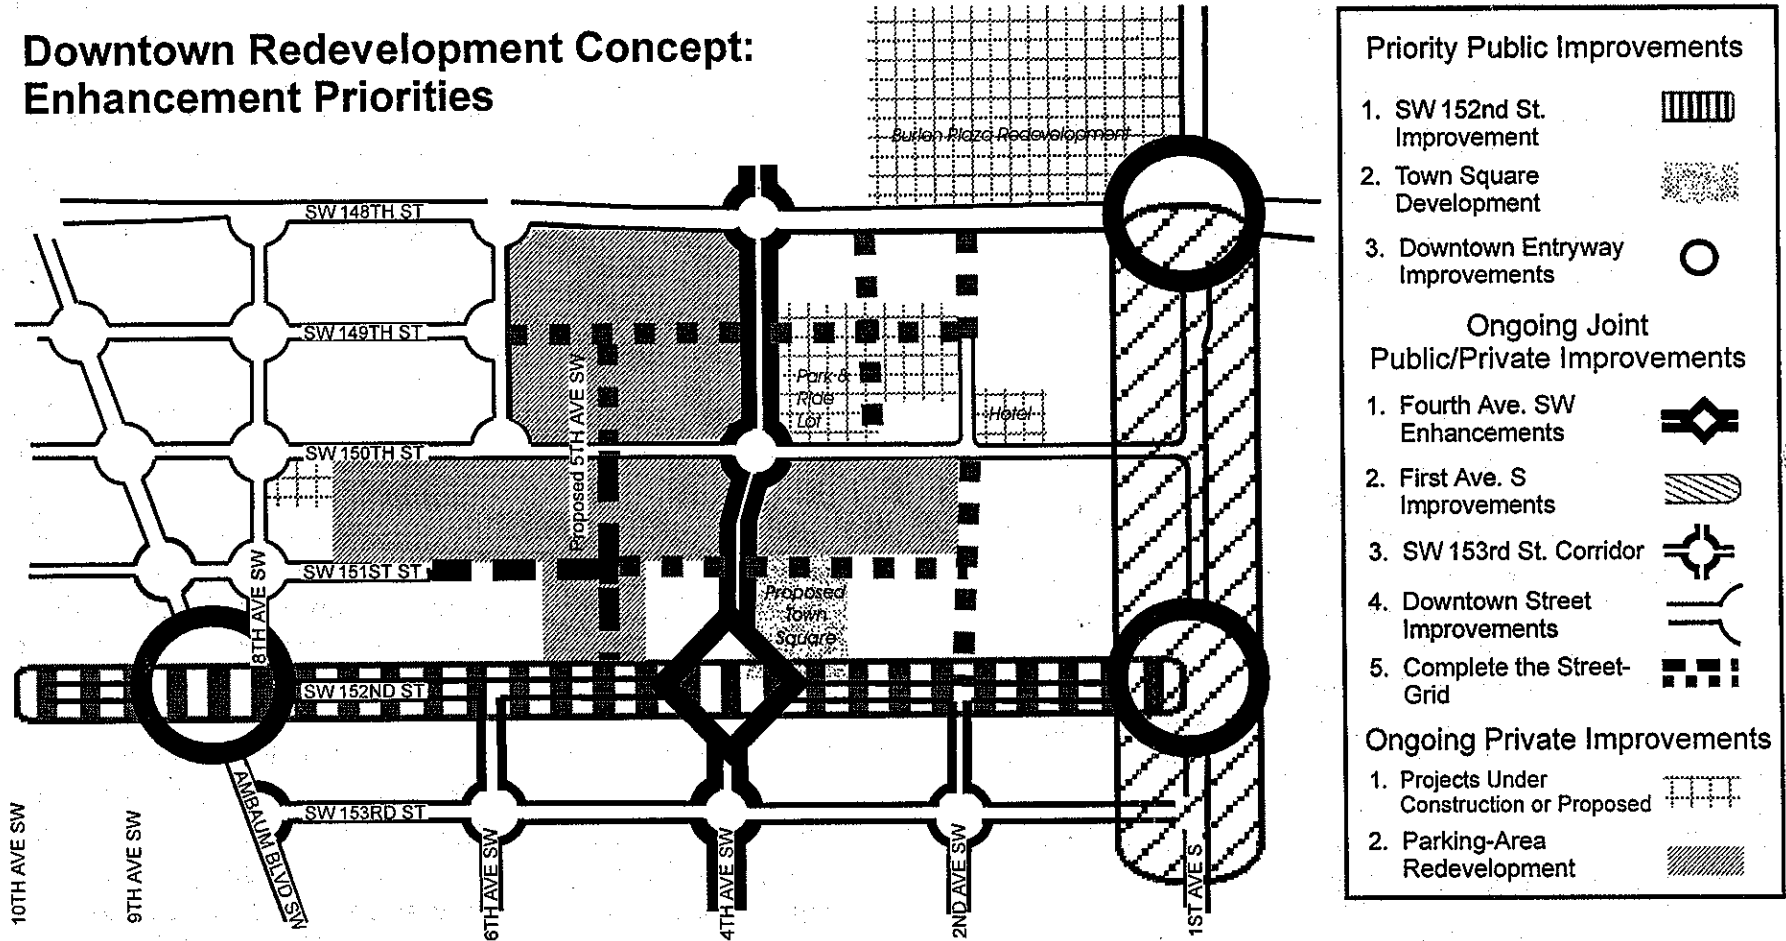 Downtown Redevelopment Concept:
Enhancement Priorities
Burien Plaza Redevelopment
SW 148TH ST
SW 149TH ST
Proposed 5TH AVE SW
Park &
Ride
Lot
Hotel
SW 150TH ST
8TH AVE SW
SW 151ST ST
Proposed
Town
Square
SW 152ND ST
SW 153RD ST
10TH AVE SW
9TH AVE SW
AMBAUM BLVD SW
6TH AVE SW
4TH AVE SW
2ND AVE SW
1ST AVE S
Priority Public Improvements
1. SW 152nd St.
Improvement
2. Town Square
Development
3. Downtown Entryway
Improvements
Ongoing Joint
Public/Private Improvements
1. Fourth Ave. SW
Enhancements
2. First Ave. S
Improvements
3. SW 153rd St. Corridor
4. Downtown Street
Improvements
5. Complete the Street-
Grid
Ongoing Private Improvements
1. Projects Under
Construction or Proposed
2. Parking-Area
Redevelopment